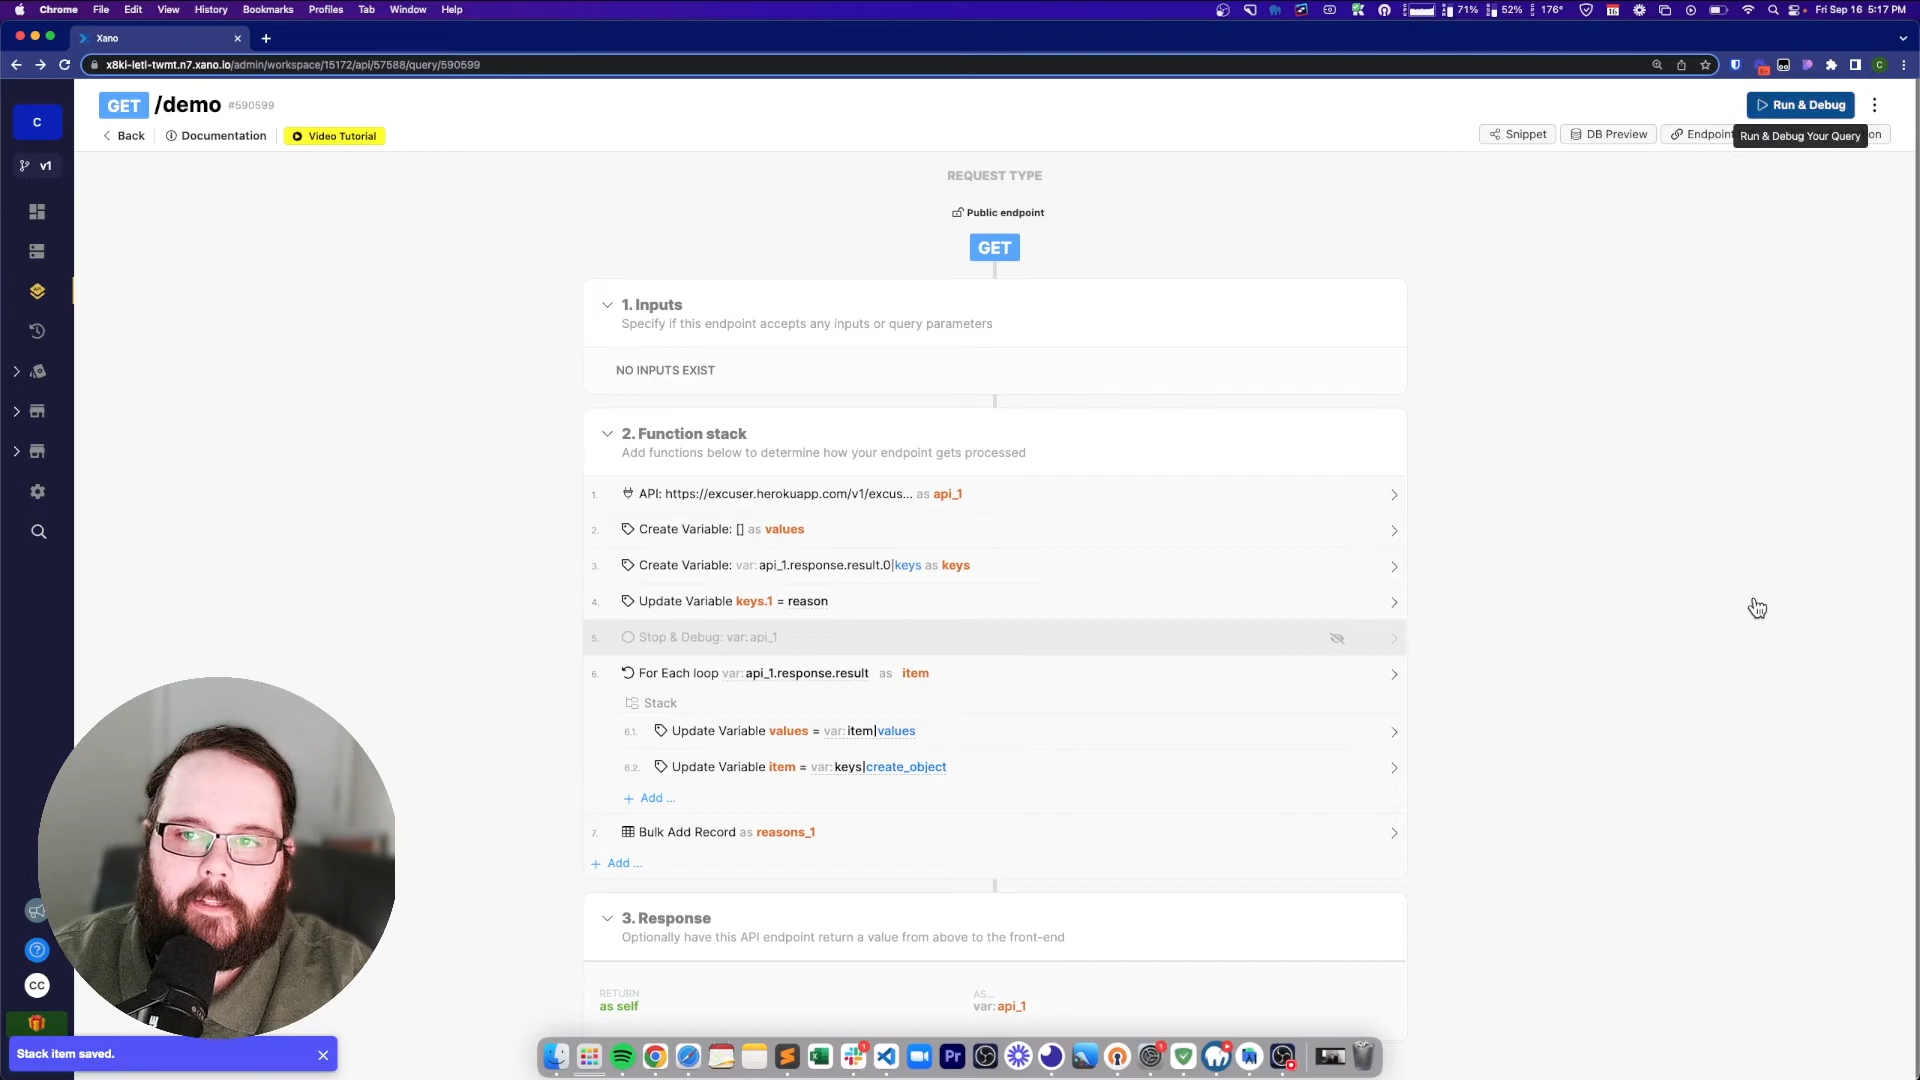 Chrome File Edit View History Bookmarks Profiles Tab Window Help
71% 52% 176° Fri Sep 16 5:17 PM
Xano
x8ki-letl-twmt.n7.xano.io/admin/workspace/15172/api/57588/query/590599
C
GET /demo #590599
Run & Debug
Back Documentation Video Tutorial
Snippet DB Preview Endpoint
Run & Debug Your Query
C
v1
REQUEST TYPE
Public endpoint
GET
1. Inputs
Specify if this endpoint accepts any inputs or query parameters
NO INPUTS EXIST
2. Function stack
Add functions below to determine how your endpoint gets processed
1. API: https://excuser.herokuapp.com/v1/excus... as api_1
2. Create Variable: [] as values
3. Create Variable: var:api_1.response.result.0|keys as keys
4. Update Variable keys.1 = reason
5. Stop & Debug: var:api_1
6. For Each loop var:api_1.response.result as item
Stack
6.1. Update Variable values = var:item|values
6.2. Update Variable item = var:keys|create_object
+ Add ...
7. Bulk Add Record as reasons_1
+ Add ...
3. Response
Optionally have this API endpoint return a value from above to the front-end
RETURN AS...
as self var:api_1
CC
Stack item saved.
Pr